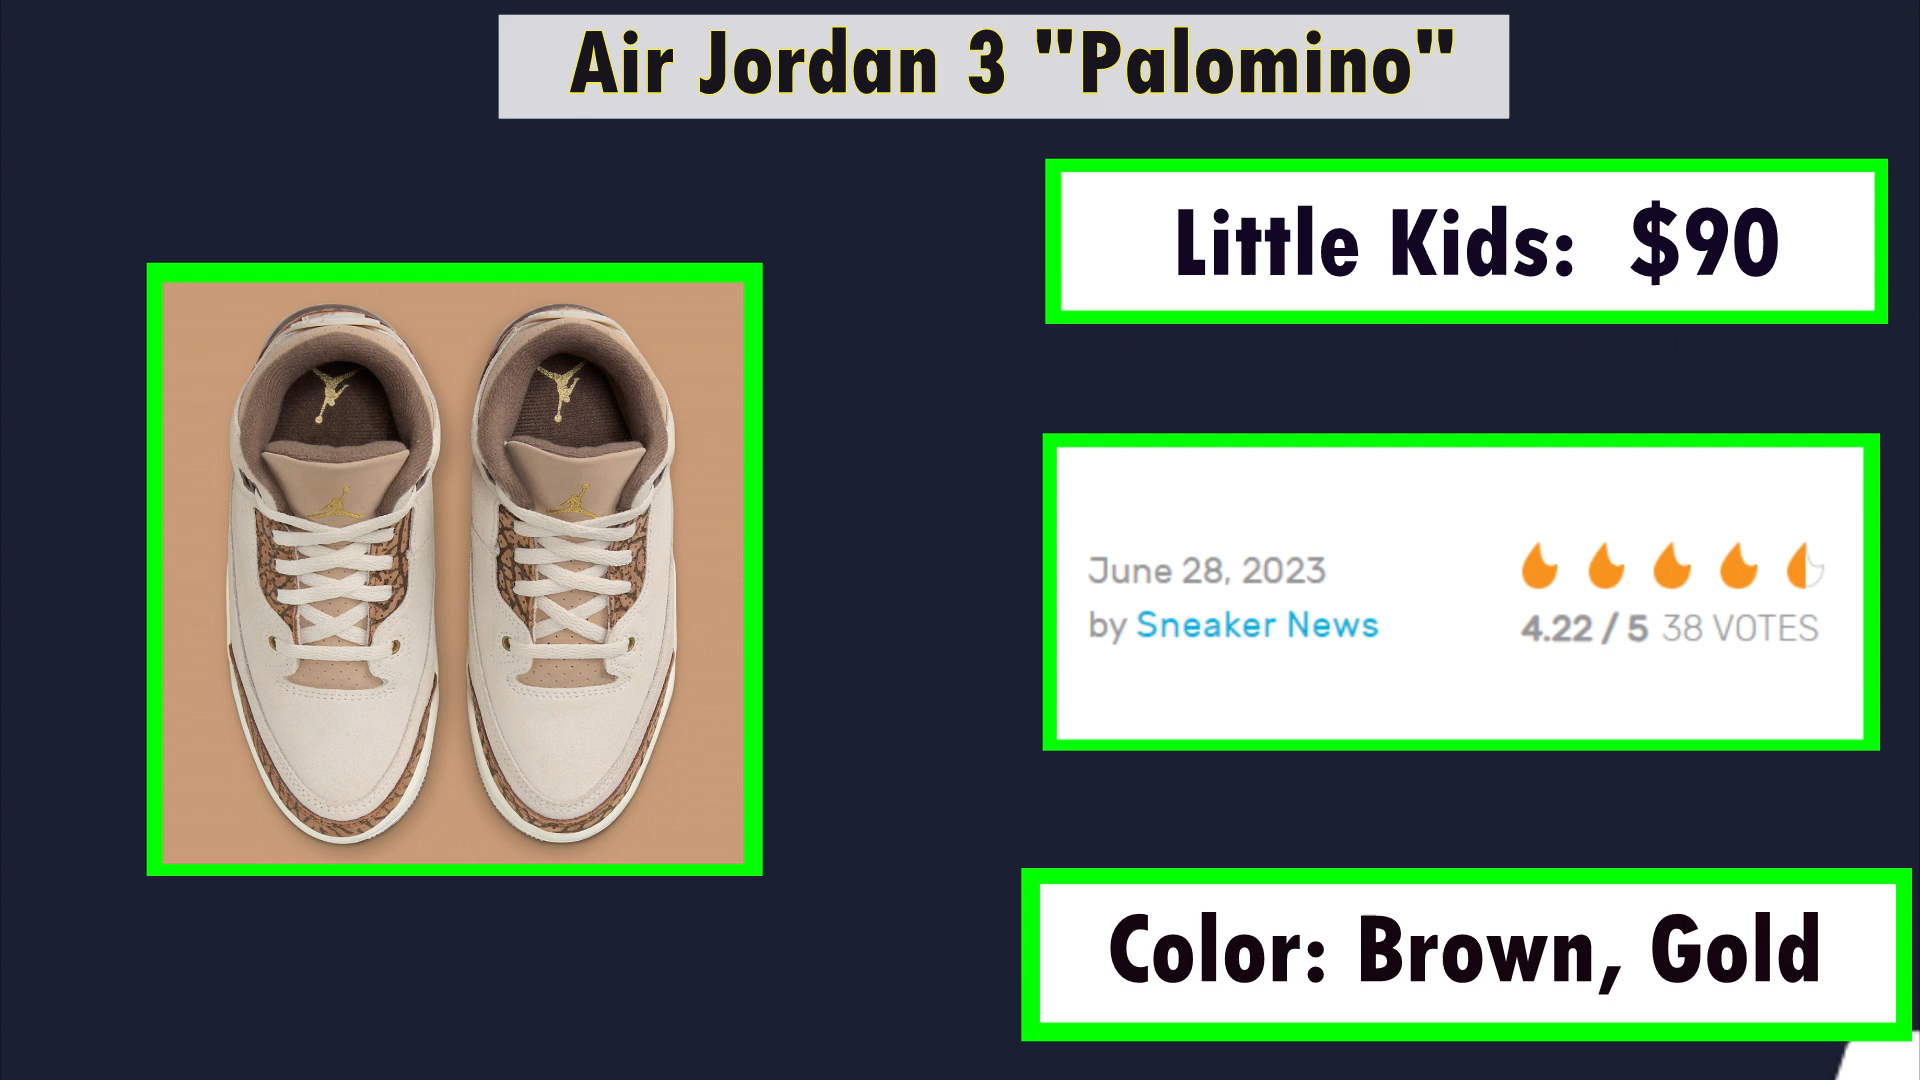 Air Jordan 3 "Palomino"
Little Kids: $90
June 28, 2023
by Sneaker News
4.22 / 5 38 VOTES
Color: Brown, Gold